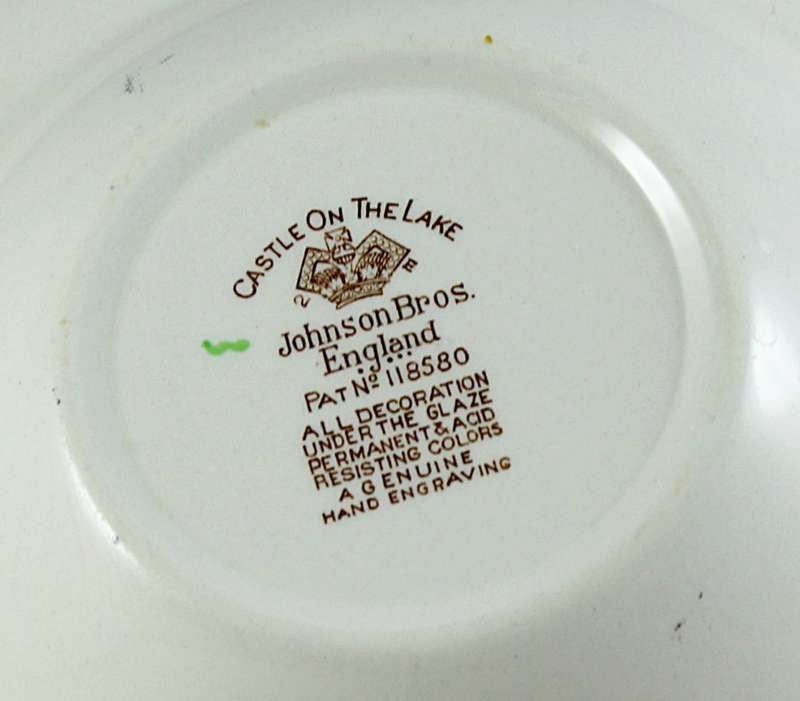 CASTLE ON THE LAKE
2 E
Johnson Bros.
England
PAT Nº 118580
ALL DECORATION
UNDER THE GLAZE
PERMANENT & ACID
RESISTING COLORS
A GENUINE
HAND ENGRAVING